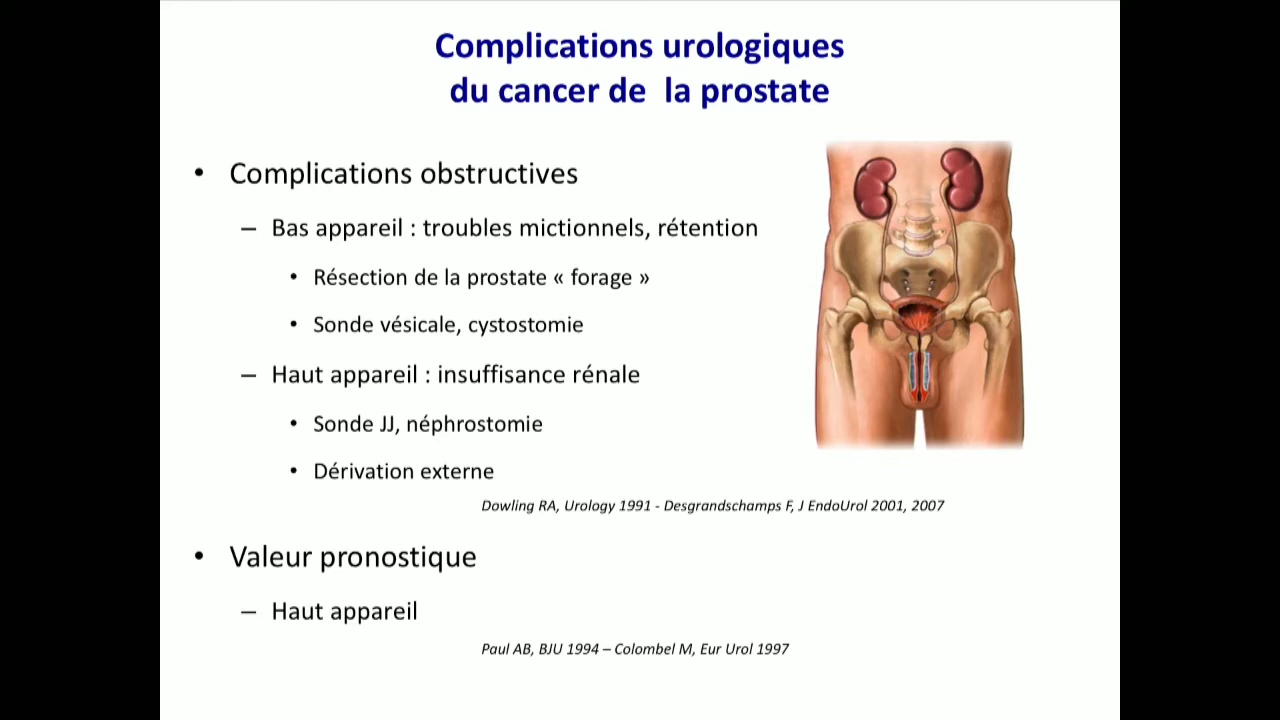 Complications urologiques
du cancer de la prostate
• Complications obstructives
– Bas appareil : troubles mictionnels, rétention
• Résection de la prostate « forage »
• Sonde vésicale, cystostomie
– Haut appareil : insuffisance rénale
• Sonde JJ, néphrostomie
• Dérivation externe
Dowling RA, Urology 1991 - Desgrandschamps F, J EndoUrol 2001, 2007
• Valeur pronostique
– Haut appareil
Paul AB, BJU 1994 – Colombel M, Eur Urol 1997